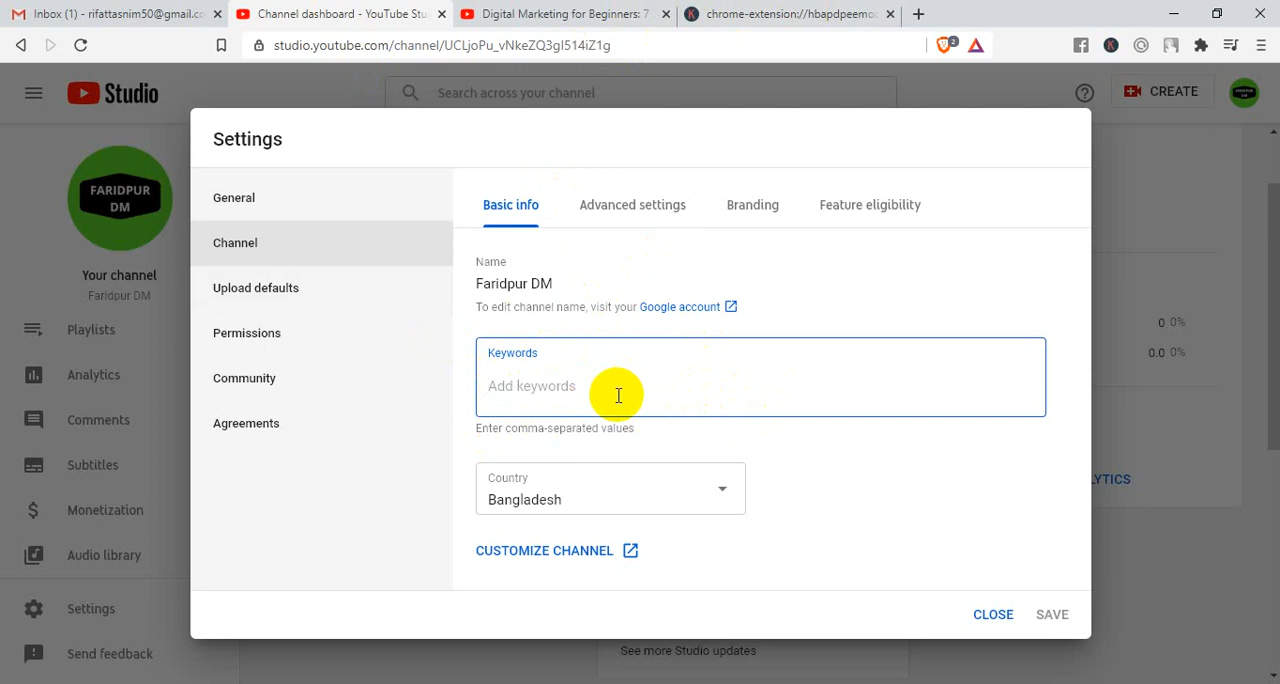 Inbox (1) - rifattasnim50@gmail.co
Channel dashboard - YouTube Stu
Digital Marketing for Beginners: 7
chrome-extension://hbapdpeemoc
studio.youtube.com/channel/UCLjoPu_vNkeZQ3gI514iZ1g
2
K
Studio
Search across your channel
CREATE
FARIDPUR
DM
Your channel
Faridpur DM
Playlists
Analytics
Comments
Subtitles
Monetization
Audio library
Settings
Send feedback
Settings
General
Channel
Upload defaults
Permissions
Community
Agreements
Basic info
Advanced settings
Branding
Feature eligibility
Name
Faridpur DM
To edit channel name, visit your Google account
Keywords
Add keywords
Enter comma-separated values
Country
Bangladesh
CUSTOMIZE CHANNEL
CLOSE
SAVE
0 0%
0.0 0%
LYTICS
See more Studio updates